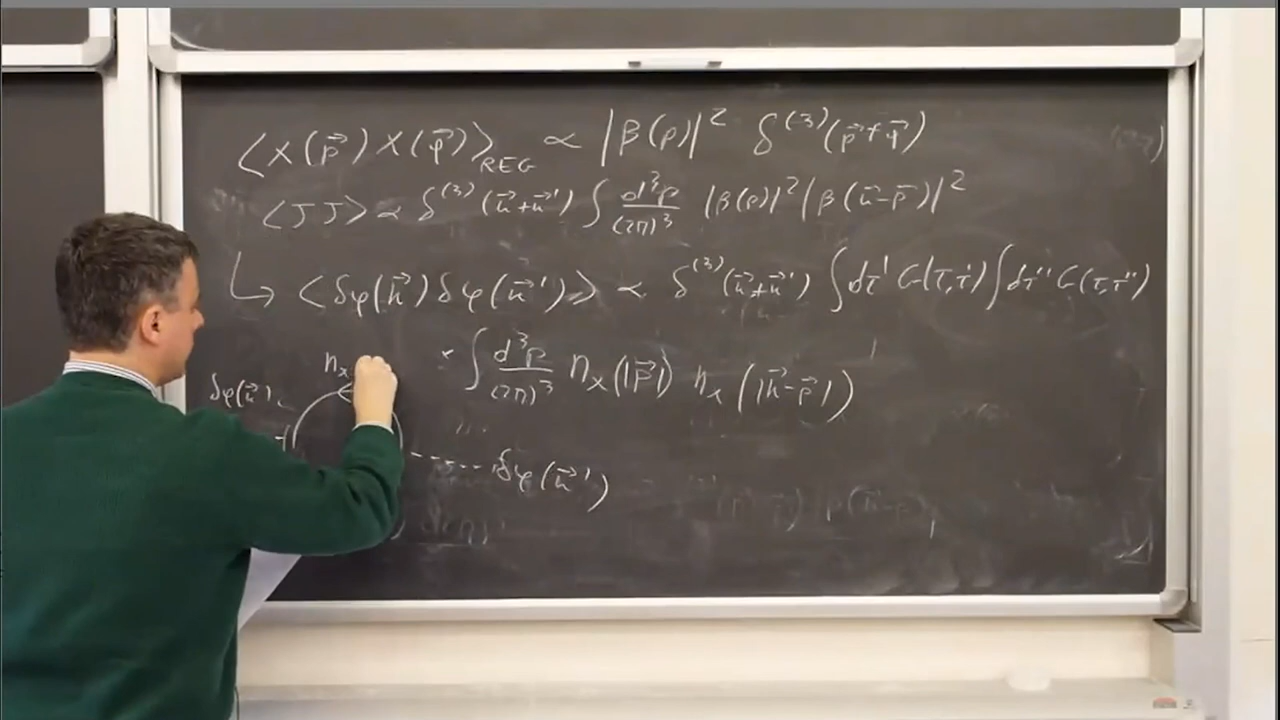 ⟨χ(p⃗) χ(q⃗)⟩_REG ∝ |β(p)|² δ^(3)(p⃗+q⃗)
⟨J J⟩ ∝ δ^(3)(k⃗+k⃗') ∫ d³p/(2π)³ |β(p)|² |β(k⃗-p⃗)|²
↳ ⟨δφ(k⃗) δφ(k⃗')⟩ ∝ δ^(3)(k⃗+k⃗') ∫dτ' G(τ,τ') ∫dτ'' G(τ,τ'')
× ∫ d³p/(2π)³ n_χ(|p⃗|) n_χ(|k⃗-p⃗|)
n_χ
δφ(k⃗)
δφ(k⃗')